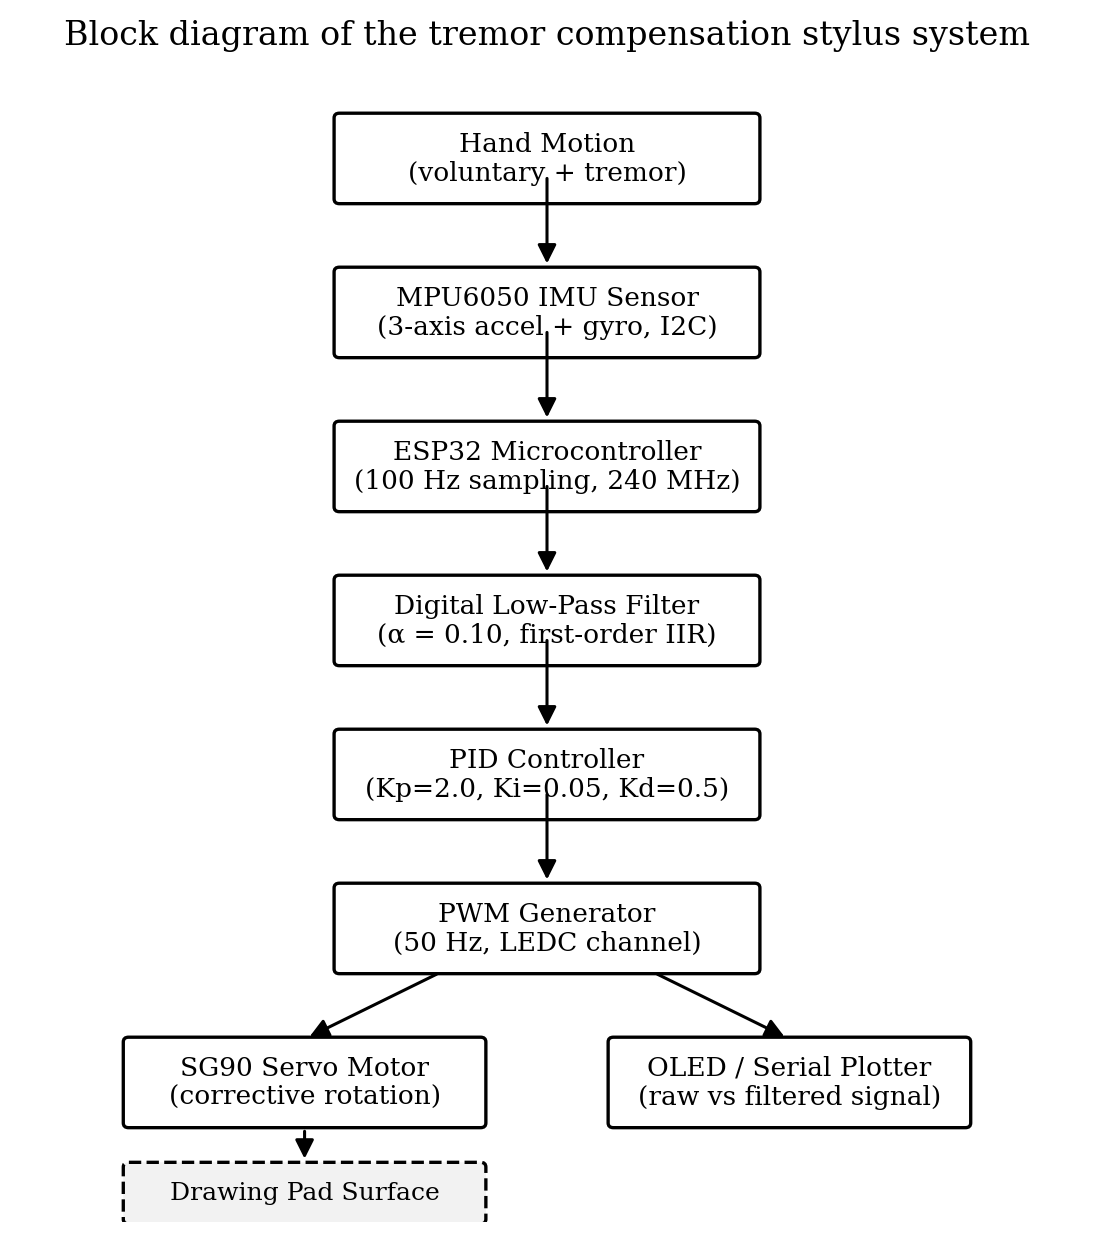 Block diagram of the tremor compensation stylus system
Hand Motion
(voluntary + tremor)
MPU6050 IMU Sensor
(3-axis accel + gyro, I2C)
ESP32 Microcontroller
(100 Hz sampling, 240 MHz)
Digital Low-Pass Filter
(α = 0.10, first-order IIR)
PID Controller
(Kp=2.0, Ki=0.05, Kd=0.5)
PWM Generator
(50 Hz, LEDC channel)
SG90 Servo Motor
(corrective rotation)
OLED / Serial Plotter
(raw vs filtered signal)
Drawing Pad Surface